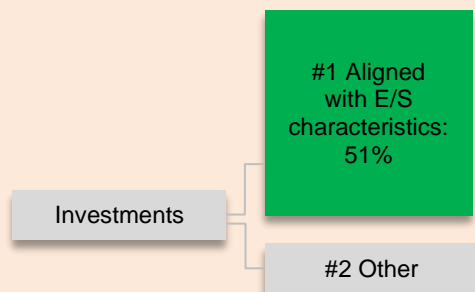 #1 Aligned
with E/S
characteristics:
51%
Investments
#2 Other